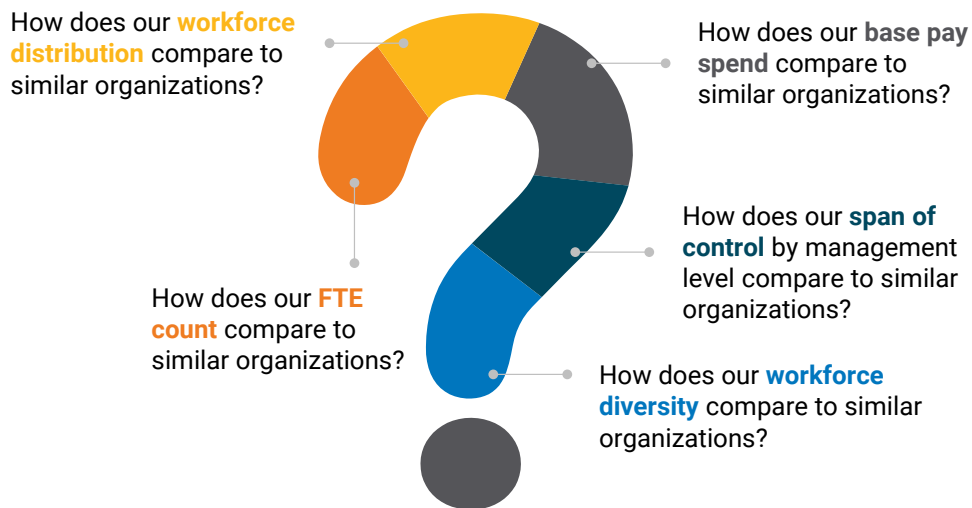 How does our workforce
distribution compare to
similar organizations?
How does our base pay
spend compare to
similar organizations?
How does our span of
control by management
level compare to similar
organizations?
How does our FTE
count compare to
similar organizations?
How does our workforce
diversity compare to similar
organizations?